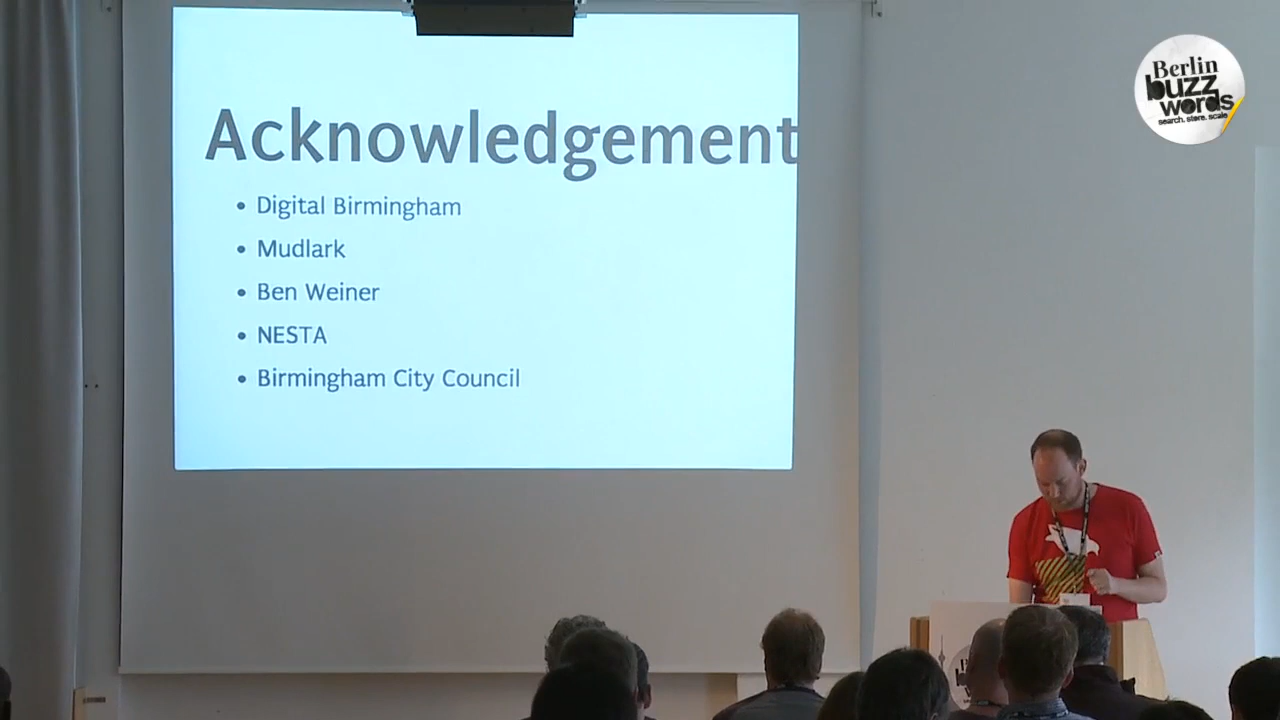 Acknowledgement
• Digital Birmingham
• Mudlark
• Ben Weiner
• NESTA
• Birmingham City Council
Berlin
buzz
words
search. store. scale